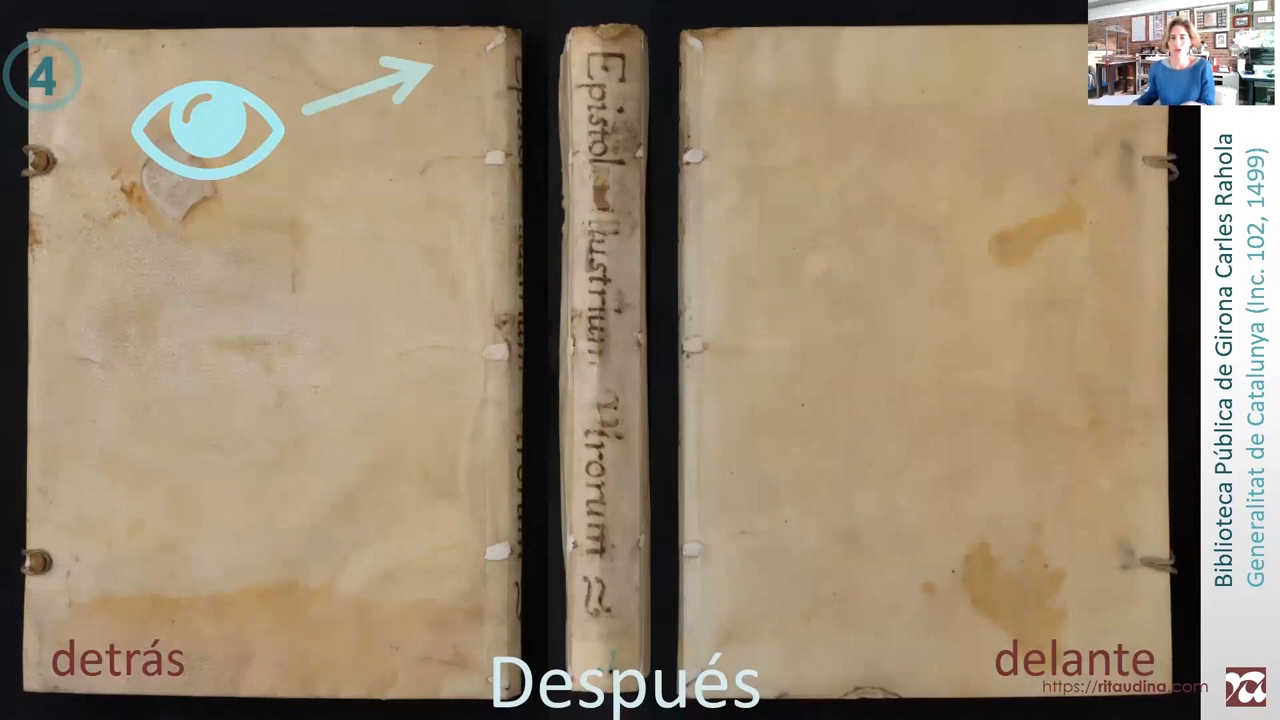 4
Epistol
illustrium
Virorum
detrás
Después
delante
https://ritaudina.com
Biblioteca Pública de Girona Carles Rahola
Generalitat de Catalunya (Inc. 102, 1499)